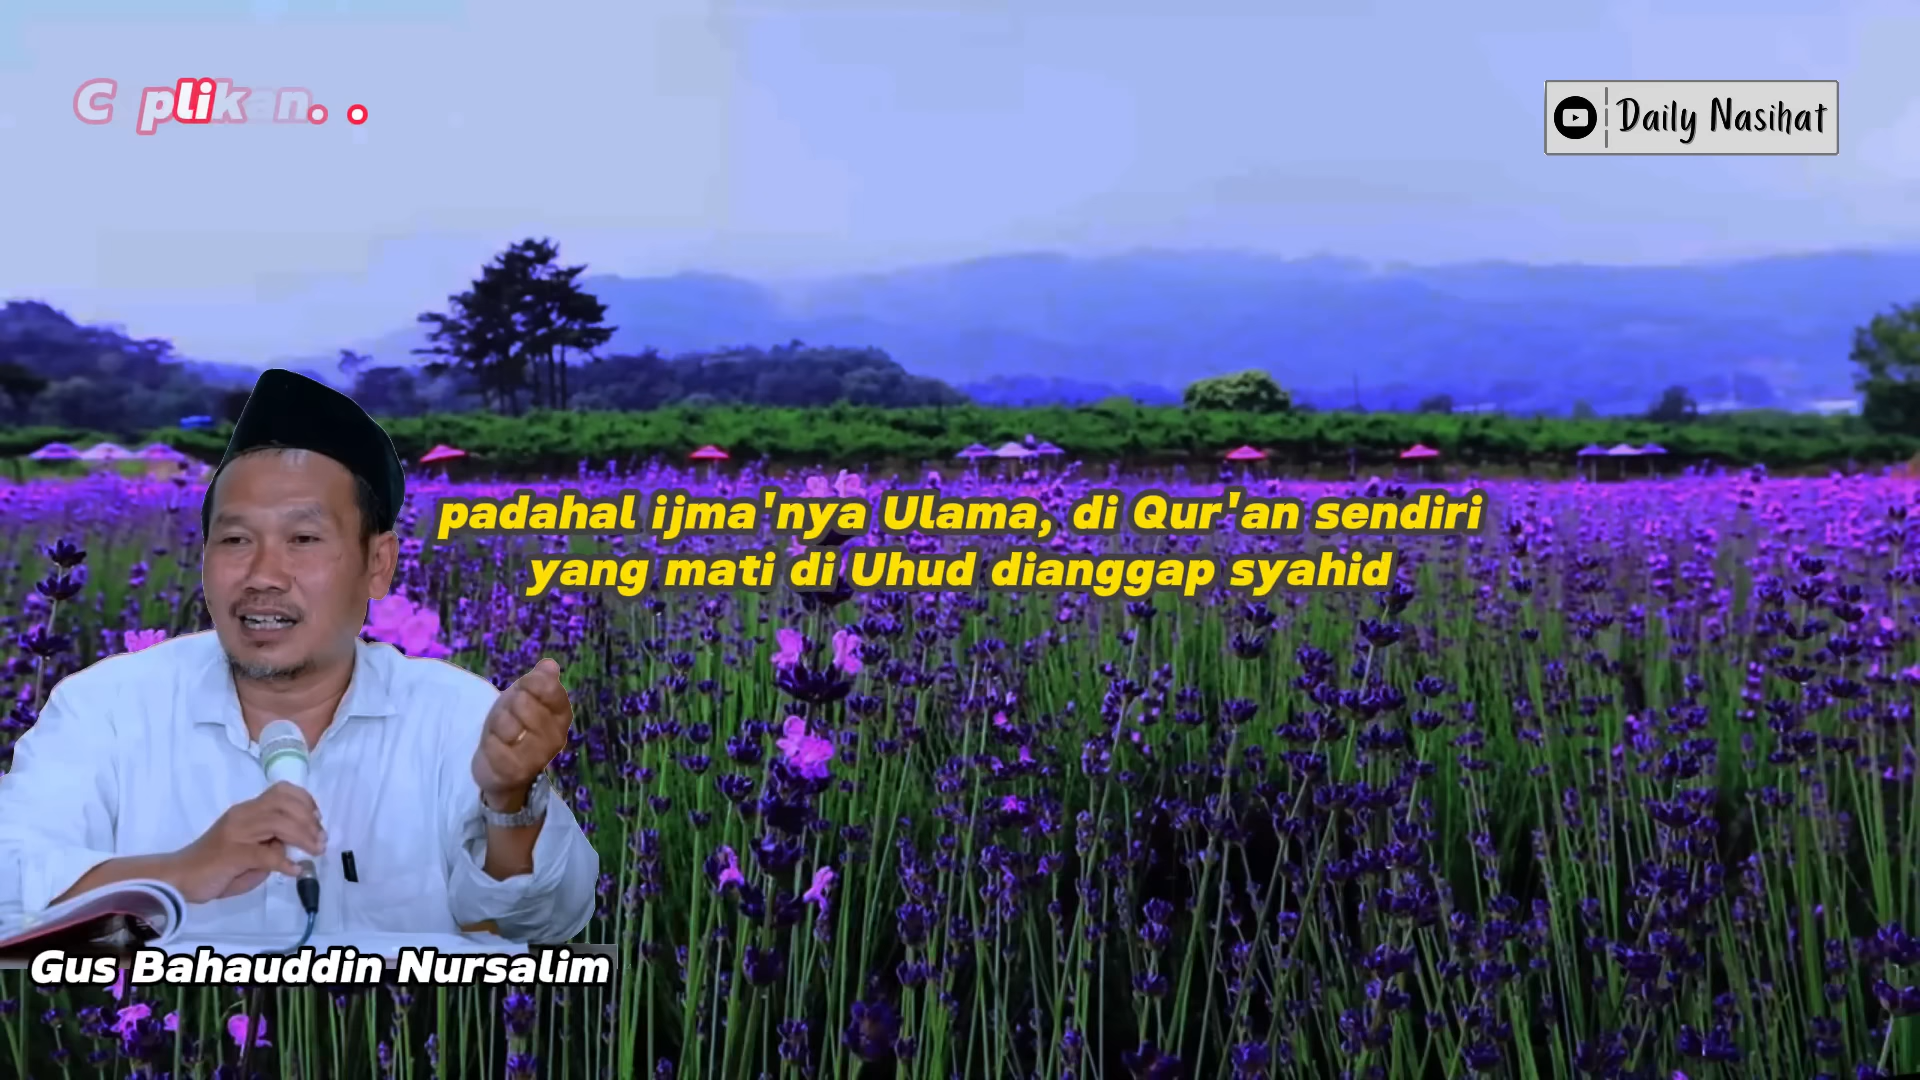 Cuplikan. .
Daily Nasihat
padahal ijma'nya Ulama, di Qur'an sendiri
yang mati di Uhud dianggap syahid
Gus Bahauddin Nursalim